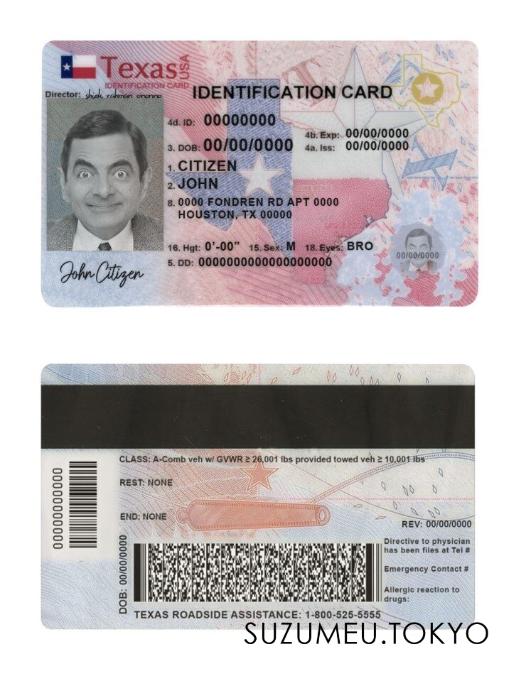 Texas USA
IDENTIFICATION CARD
Director:
IDENTIFICATION CARD
4d. ID: 00000000
4b. Exp: 00/00/0000
3. DOB: 00/00/0000 4a. Iss: 00/00/0000
1. CITIZEN
2. JOHN
8. 0000 FONDREN RD APT 0000
HOUSTON, TX 00000
16. Hgt: 0'-00" 15. Sex: M 18. Eyes: BRO
5. DD: 00000000000000000000
00/00/0000
John Citizen
CLASS: A-Comb veh w/ GVWR ≥ 26,001 lbs provided towed veh ≥ 10,001 lbs
REST: NONE
END: NONE
REV: 00/00/0000
00000000000
DOB: 00/00/0000
Directive to physician
has been files at Tel #
Emergency Contact #
Allergic reaction to
drugs:
TEXAS ROADSIDE ASSISTANCE: 1-800-525-5555
SUZUMEU.TOKYO